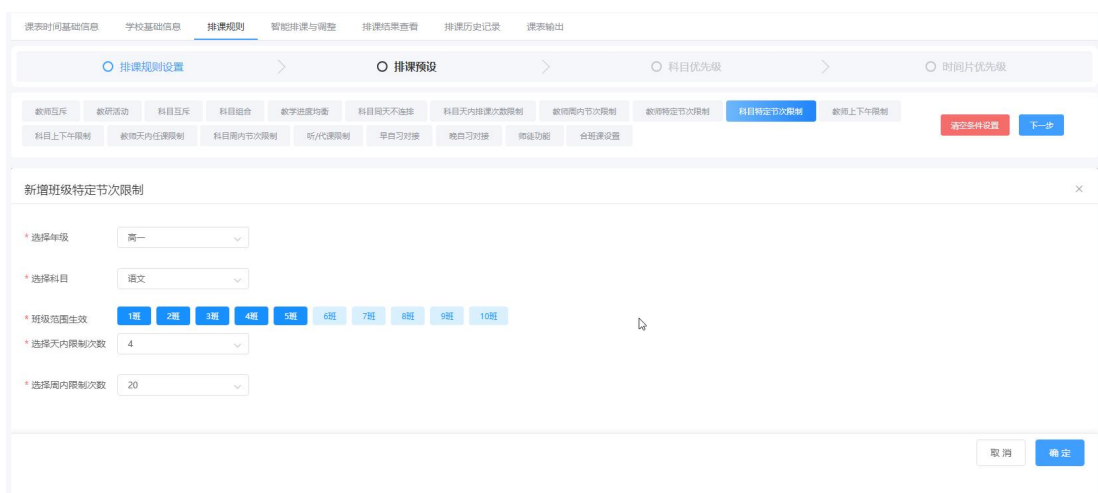 课表时间基础信息 学校基础信息 排课规则 智能排课与调整 排课结果查看 排课历史记录 课表输出
排课规则设置 排课预设 科目优先级 时间片优先级
教师互斥 教研活动 科目互斥 科目组合 教学进度均衡 科目同天不连排 科目天内排课次数限制 教师周内节次限制 教师特定节次限制 科目特定节次限制 教师上下午限制
科目上下午限制 教师天内任课限制 科目周内节次限制 听/代课限制 早自习对接 晚自习对接 师徒功能 合班课设置
清空条件设置 下一步
新增班级特定节次限制
* 选择年级 高一
* 选择科目 语文
* 班级范围生效 1班 2班 3班 4班 5班 6班 7班 8班 9班 10班
* 选择天内限制次数 4
* 选择周内限制次数 20
取消 确定